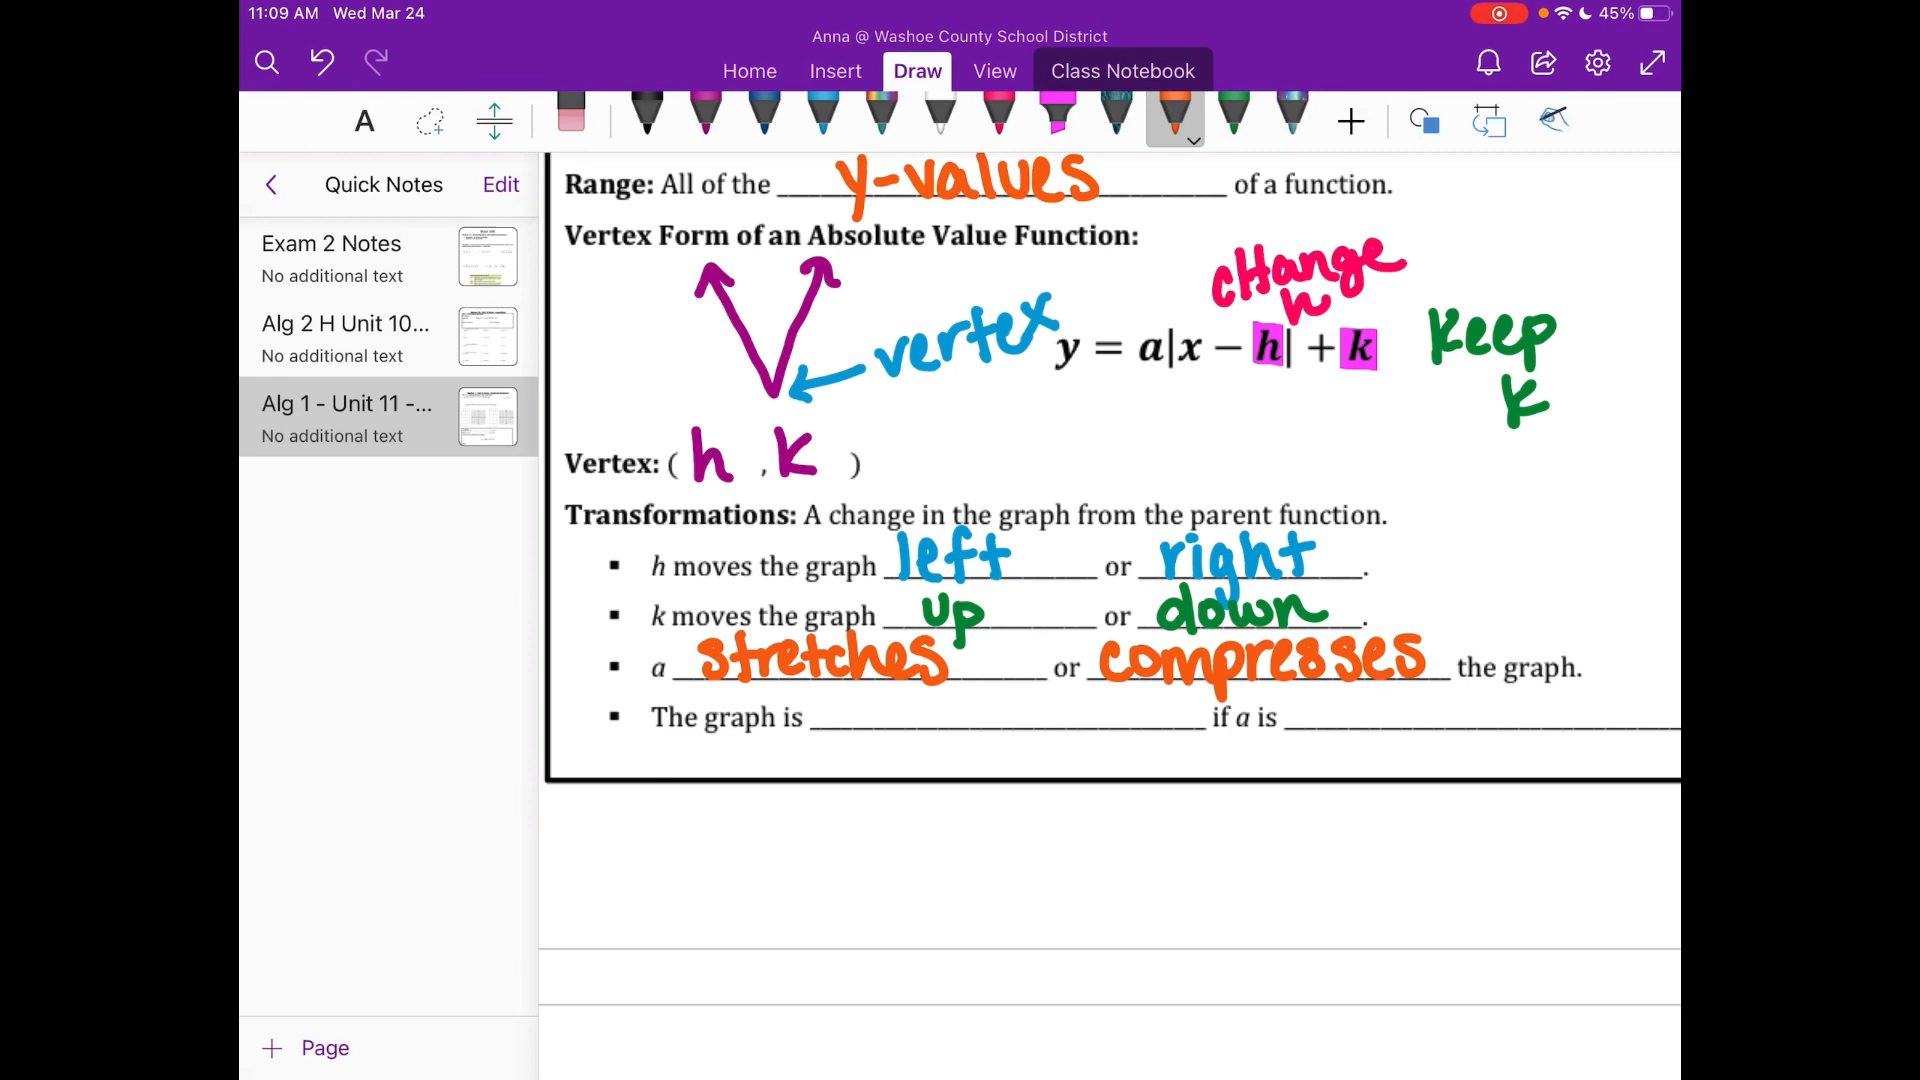 11:09 AM Wed Mar 24
45%
Anna @ Washoe County School District
Home Insert Draw View Class Notebook
A
Quick Notes Edit
Exam 2 Notes
No additional text
Alg 2 H Unit 10...
No additional text
Alg 1 - Unit 11 -...
No additional text
+ Page
Range: All of the y-values of a function.
Vertex Form of an Absolute Value Function:
change
h
vertex y = a|x − h| + k
keep
k
Vertex: ( h , k )
Transformations: A change in the graph from the parent function.
▪ h moves the graph left or right.
▪ k moves the graph up or down.
▪ a stretches or compresses the graph.
▪ The graph is ______ if a is ______